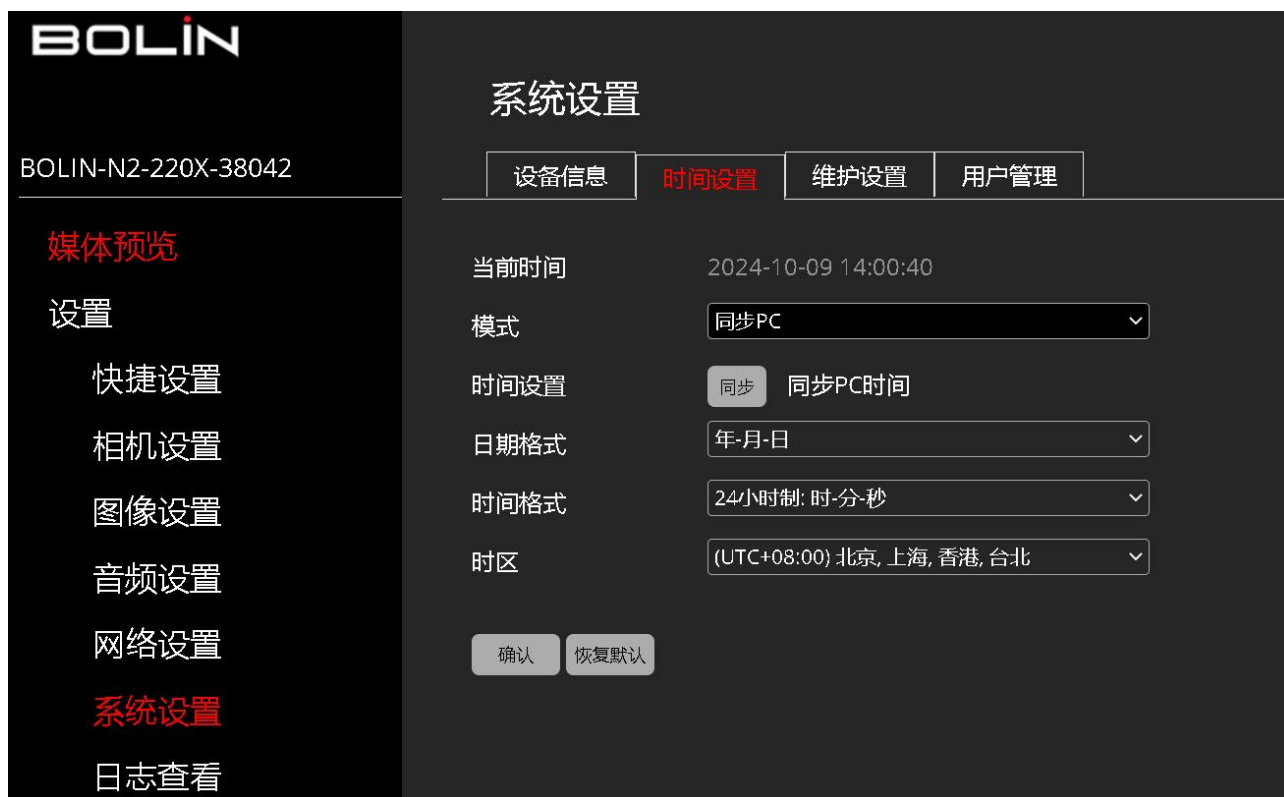 BOLIN
BOLIN-N2-220X-38042
媒体预览
设置
快捷设置
相机设置
图像设置
音频设置
网络设置
系统设置
日志查看
系统设置
设备信息 时间设置 维护设置 用户管理
当前时间 2024-10-09 14:00:40
模式 同步PC
时间设置 同步 同步PC时间
日期格式 年-月-日
时间格式 24小时制: 时-分-秒
时区 (UTC+08:00) 北京, 上海, 香港, 台北
确认 恢复默认